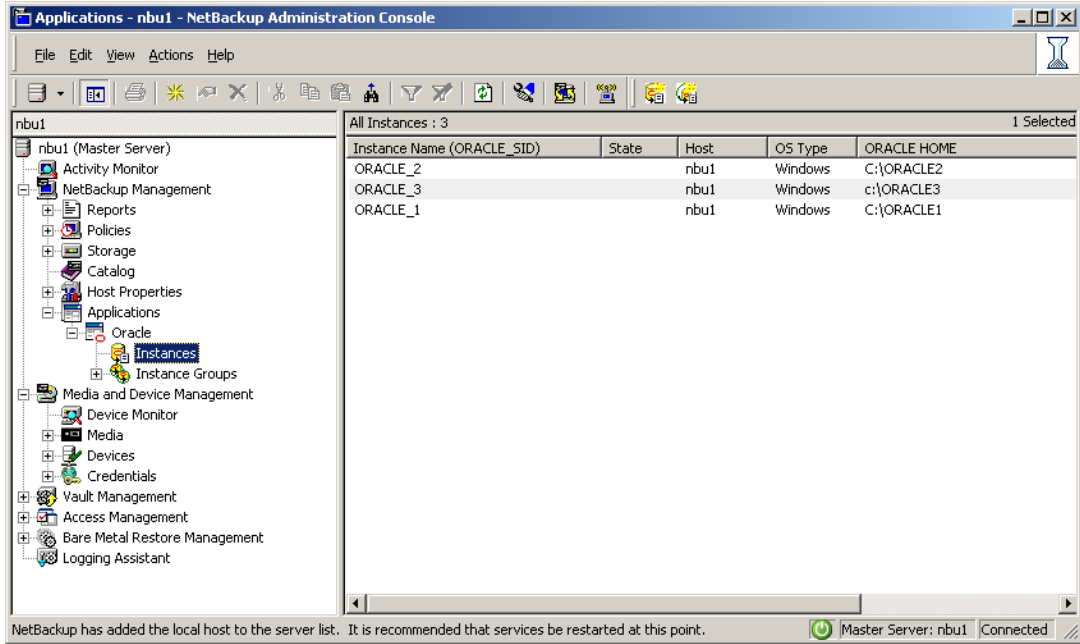 Applications - nbu1 - NetBackup Administration Console
File Edit View Actions Help
nbu1
All Instances : 3 1 Selected
nbu1 (Master Server)
Activity Monitor
NetBackup Management
Reports
Policies
Storage
Catalog
Host Properties
Applications
Oracle
Instances
Instance Groups
Media and Device Management
Device Monitor
Media
Devices
Credentials
Vault Management
Access Management
Bare Metal Restore Management
Logging Assistant
Instance Name (ORACLE_SID) State Host OS Type ORACLE HOME
ORACLE_2 nbu1 Windows C:\ORACLE2
ORACLE_3 nbu1 Windows c:\ORACLE3
ORACLE_1 nbu1 Windows C:\ORACLE1
NetBackup has added the local host to the server list. It is recommended that services be restarted at this point. Master Server: nbu1 Connected